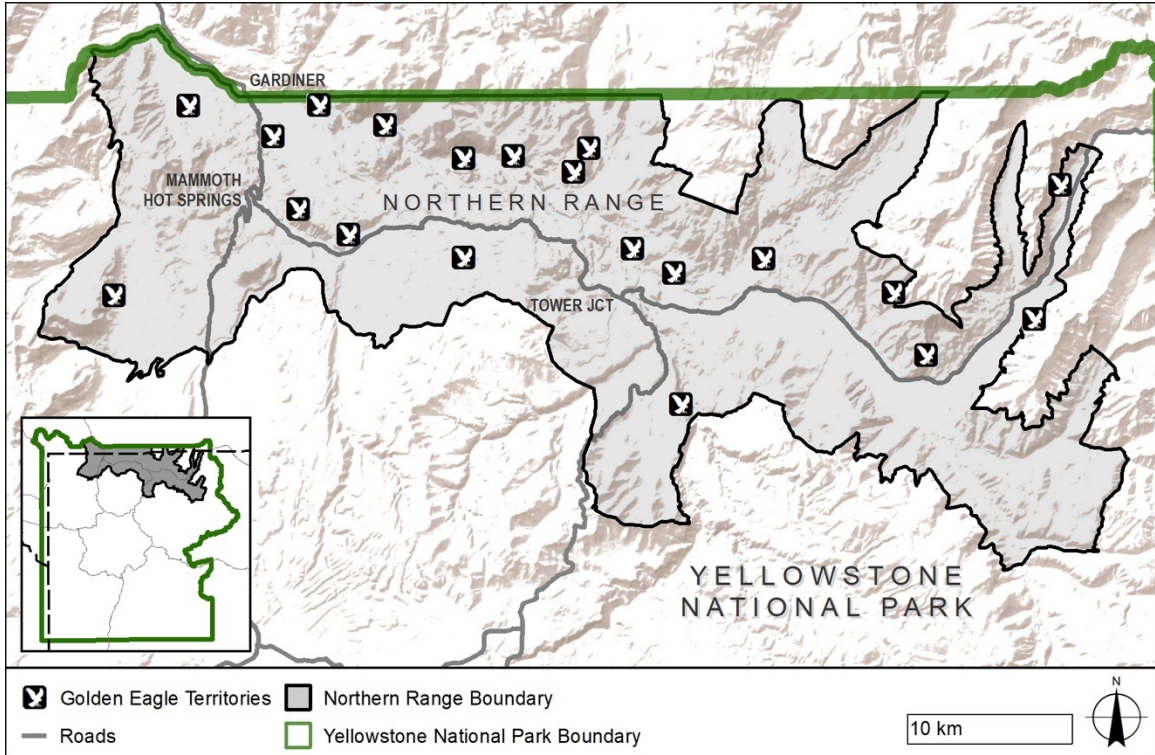 GARDINER
MAMMOTH
HOT SPRINGS
NORTHERN RANGE
TOWER JCT
YELLOWSTONE
NATIONAL PARK
Golden Eagle Territories
Northern Range Boundary
Roads
Yellowstone National Park Boundary
10 km
N